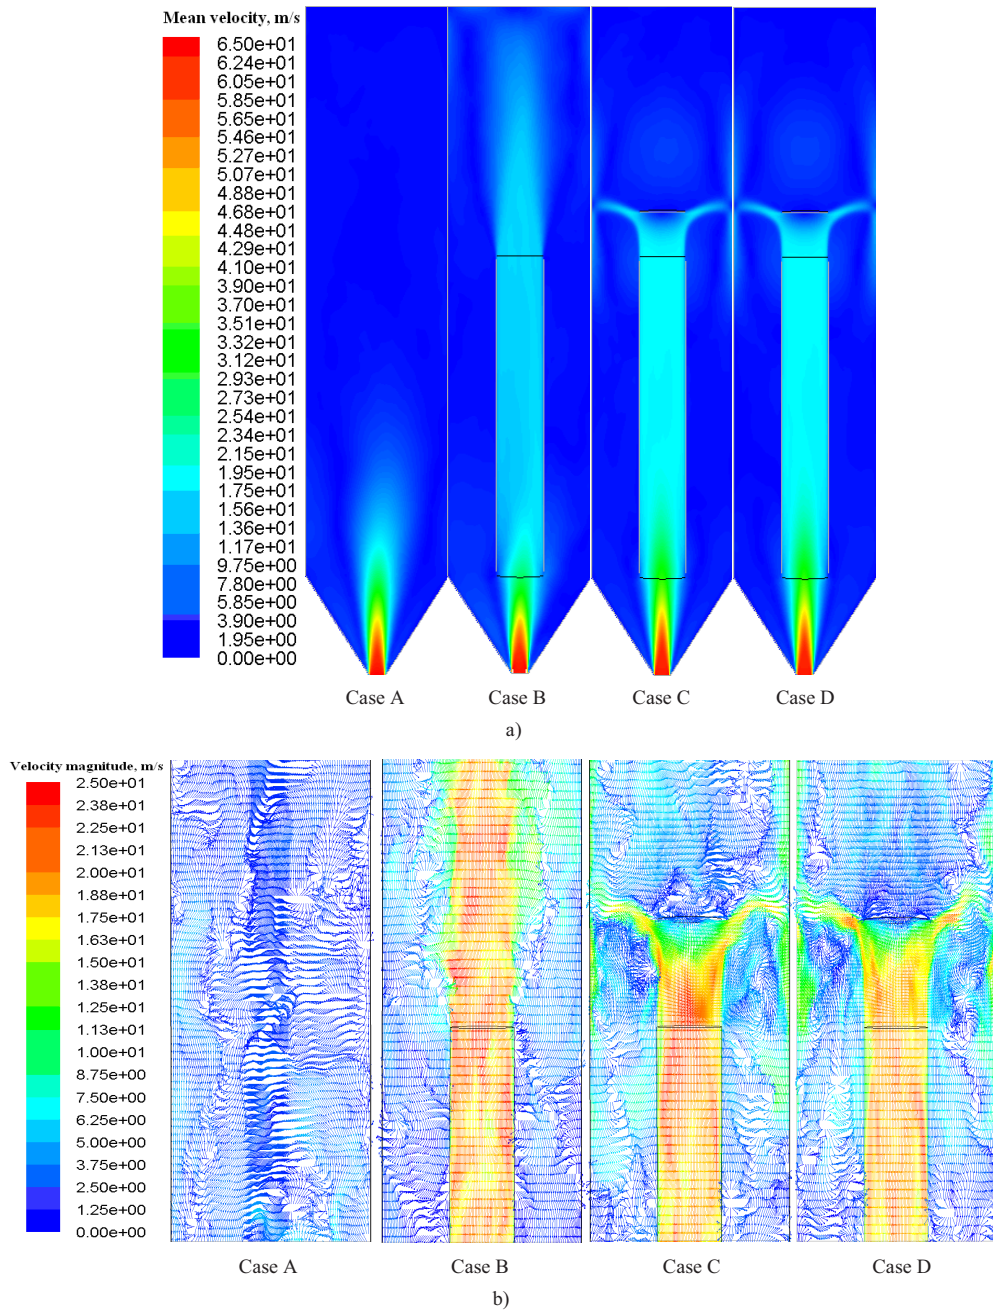 Mean velocity, m/s
6.50e+01
6.24e+01
6.05e+01
5.85e+01
5.65e+01
5.46e+01
5.27e+01
5.07e+01
4.88e+01
4.68e+01
4.48e+01
4.29e+01
4.10e+01
3.90e+01
3.70e+01
3.51e+01
3.32e+01
3.12e+01
2.93e+01
2.73e+01
2.54e+01
2.34e+01
2.15e+01
1.95e+01
1.75e+01
1.56e+01
1.36e+01
1.17e+01
9.75e+00
7.80e+00
5.85e+00
3.90e+00
1.95e+00
0.00e+00
Case A Case B Case C Case D
a)
Velocity magnitude, m/s
2.50e+01
2.38e+01
2.25e+01
2.13e+01
2.00e+01
1.88e+01
1.75e+01
1.63e+01
1.50e+01
1.38e+01
1.25e+01
1.13e+01
1.00e+01
8.75e+00
7.50e+00
6.25e+00
5.00e+00
3.75e+00
2.50e+00
1.25e+00
0.00e+00
Case A Case B Case C Case D
b)